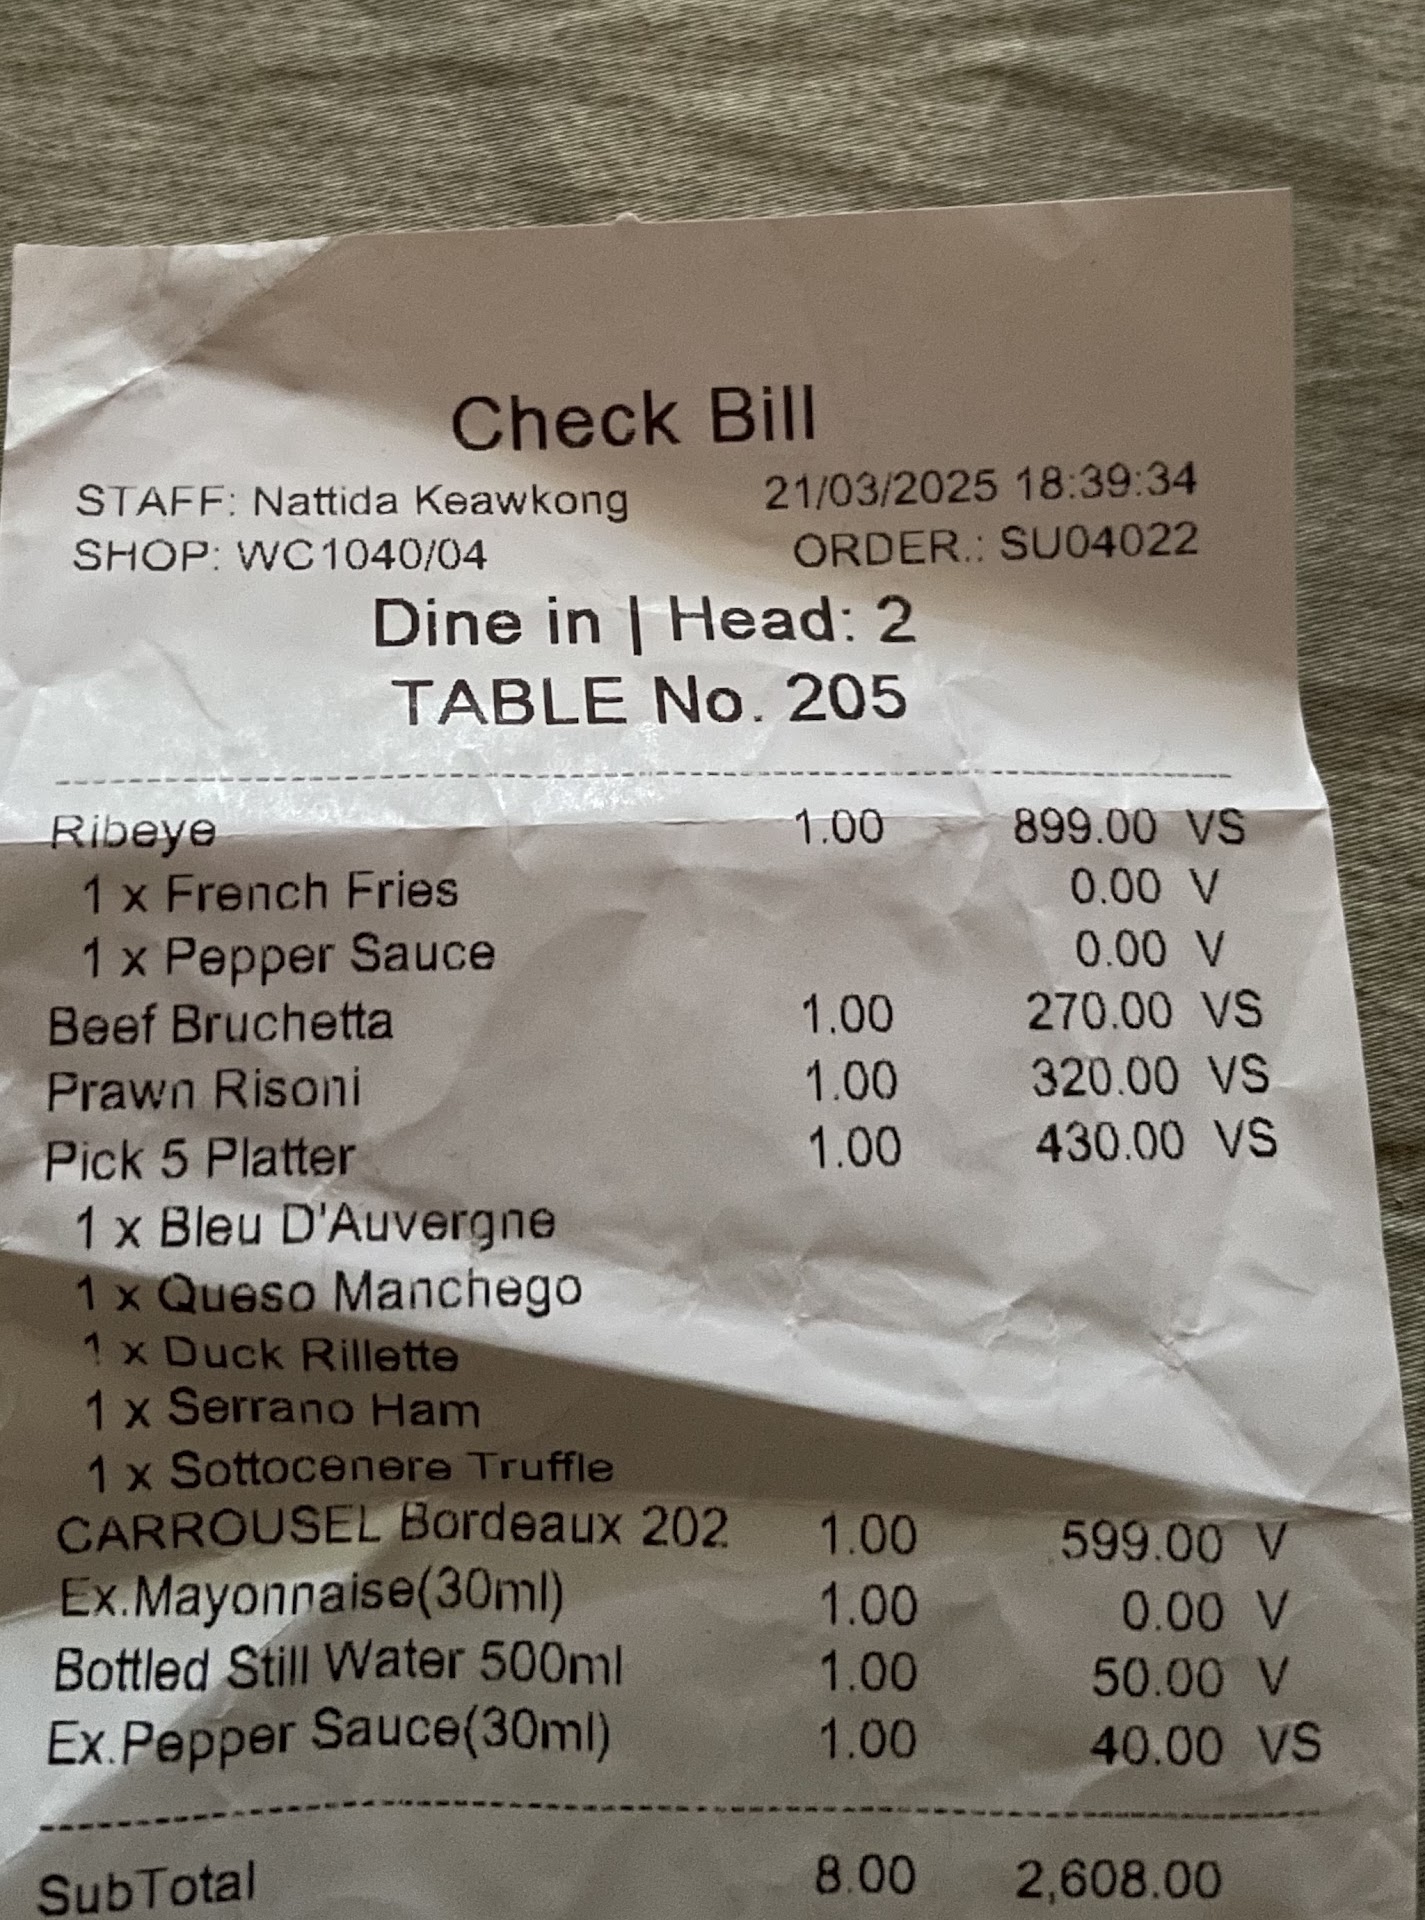 Check Bill
STAFF: Nattida Keawkong 21/03/2025 18:39:34
SHOP: WC1040/04 ORDER.: SU04022
Dine in | Head: 2
TABLE No. 205
Ribeye 1.00 899.00 VS
1 x French Fries 0.00 V
1 x Pepper Sauce 0.00 V
Beef Bruchetta 1.00 270.00 VS
Prawn Risoni 1.00 320.00 VS
Pick 5 Platter 1.00 430.00 VS
1 x Bleu D'Auvergne
1 x Queso Manchego
1 x Duck Rillette
1 x Serrano Ham
1 x Sottocenere Truffle
CARROUSEL Bordeaux 202 1.00 599.00 V
Ex.Mayonnaise(30ml) 1.00 0.00 V
Bottled Still Water 500ml 1.00 50.00 V
Ex.Pepper Sauce(30ml) 1.00 40.00 VS
SubTotal 8.00 2,608.00